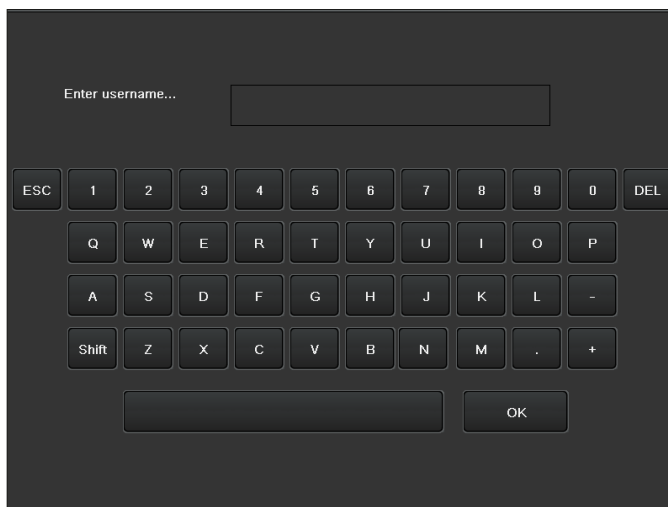 Enter username...
ESC 1 2 3 4 5 6 7 8 9 0 DEL
Q W E R T Y U I O P
A S D F G H J K L -
Shift Z X C V B N M . +
OK